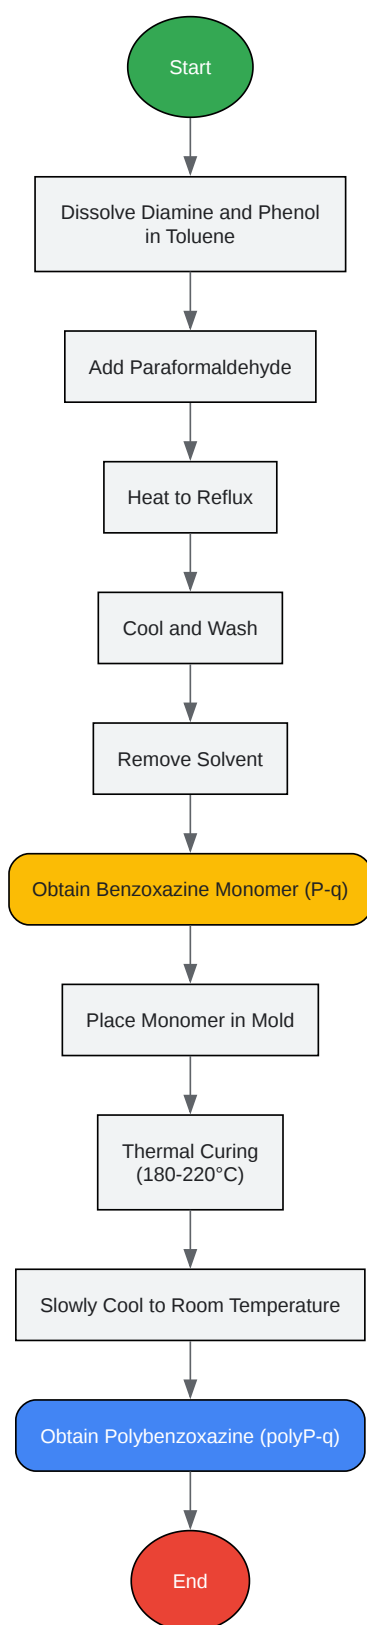 Start
Dissolve Diamine and Phenol
in Toluene
Add Paraformaldehyde
Heat to Reflux
Cool and Wash
Remove Solvent
Obtain Benzoxazine Monomer (P-q)
Place Monomer in Mold
Thermal Curing
(180-220°C)
Slowly Cool to Room Temperature
Obtain Polybenzoxazine (polyP-q)
End